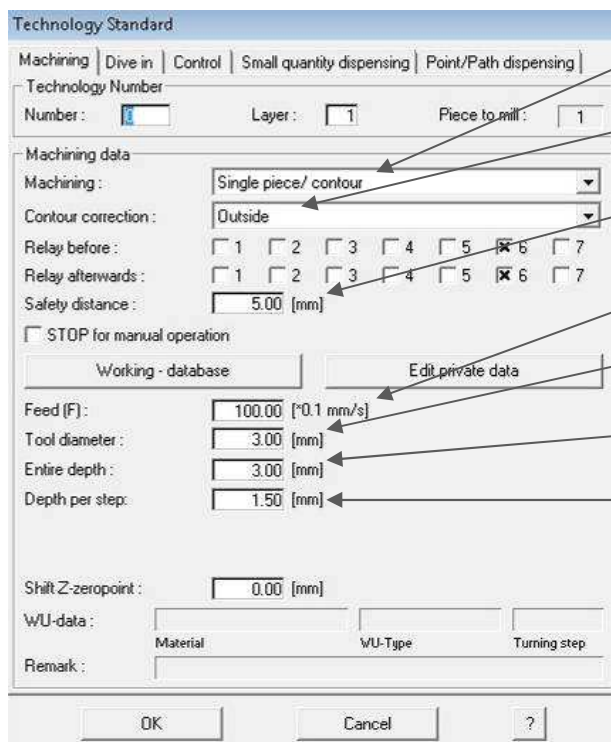 Technology Standard
Machining Dive in Control Small quantity dispensing Point/Path dispensing
Technology Number
Number : 0 Layer : 1 Piece to mill : 1
Machining data
Machining : Single piece/ contour
Contour correction : Outside
Relay before : 1 2 3 4 5 6 7
Relay afterwards : 1 2 3 4 5 6 7
Safety distance : 5.00 [mm]
STOP for manual operation
Working - database Edit private data
Feed (F) : 100.00 [*0.1 mm/s]
Tool diameter : 3.00 [mm]
Entire depth : 3.00 [mm]
Depth per step: 1.50 [mm]
Shift Z-zeropoint : 0.00 [mm]
WU-data :
Material WU-Type Turning step
Remark :
OK Cancel ?